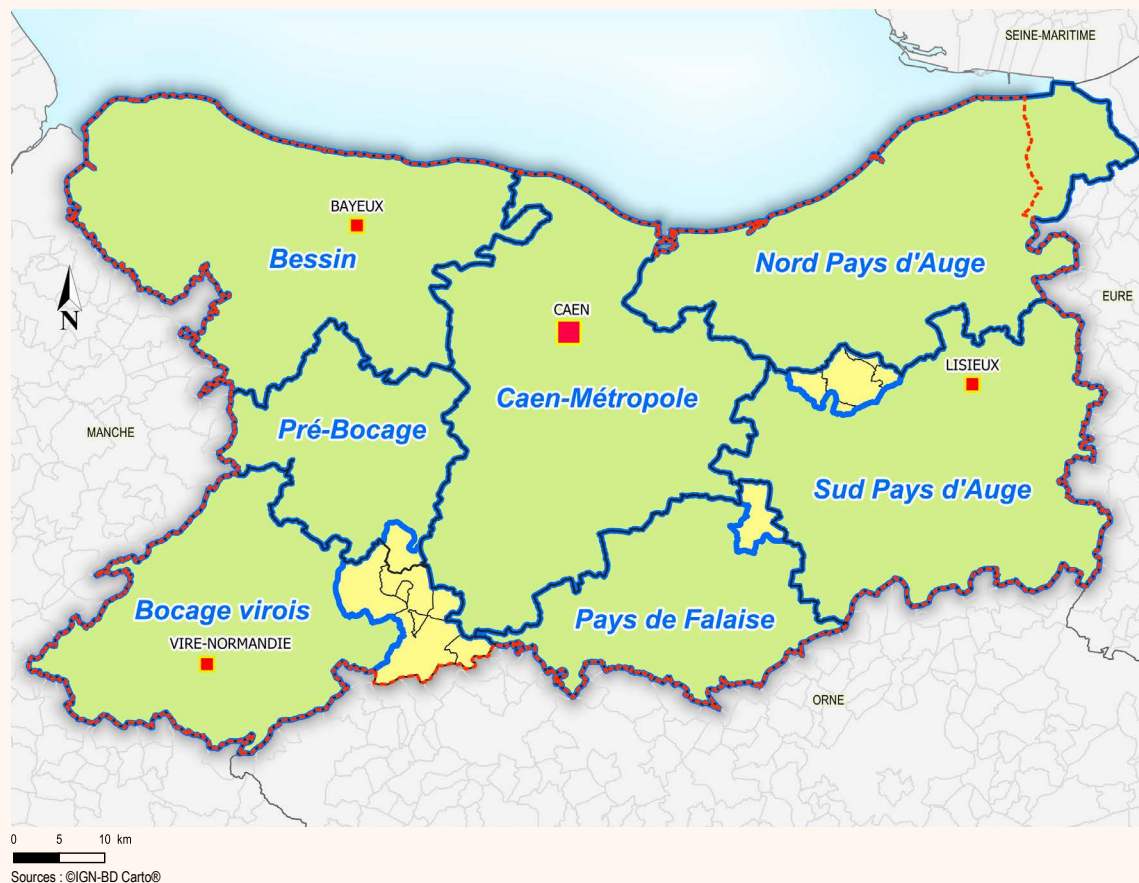 SEINE-MARITIME
BAYEUX
Bessin
Nord Pays d'Auge
EURE
N
CAEN
LISIEUX
Caen-Métropole
MANCHE
Pré-Bocage
Sud Pays d'Auge
Bocage virois
Pays de Falaise
VIRE-NORMANDIE
ORNE
0 5 10 km
Sources : ©IGN-BD Carto®